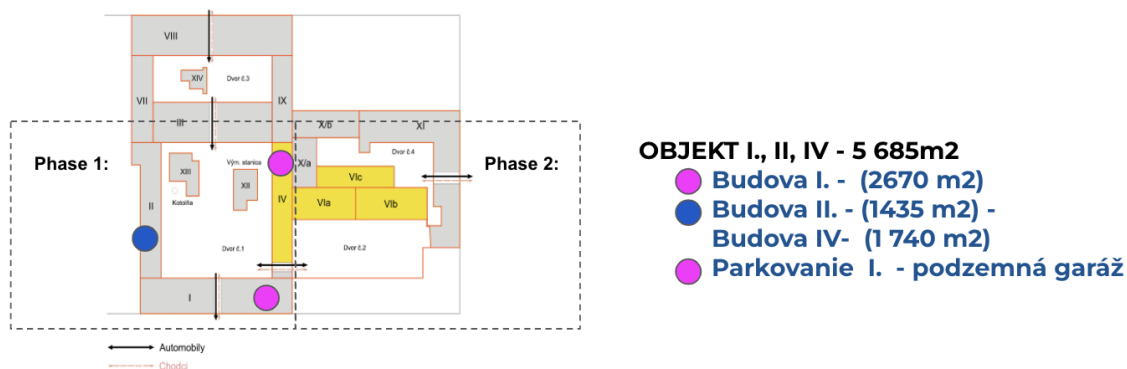 VIII
XIV
Dvor č.3
VII
IX
III
X/b
XI
Phase 1:
Vým. stanica
X/a
Dvor č.4
Phase 2:
XIII
XII
VIc
Kotolňa
II
IV
VIa
VIb
Dvor č.1
Dvor č.2
I
Automobily
Chodci
OBJEKT I., II, IV - 5 685m2
Budova I. - (2670 m2)
Budova II. - (1435 m2) -
Budova IV- (1 740 m2)
Parkovanie I. - podzemná garáž